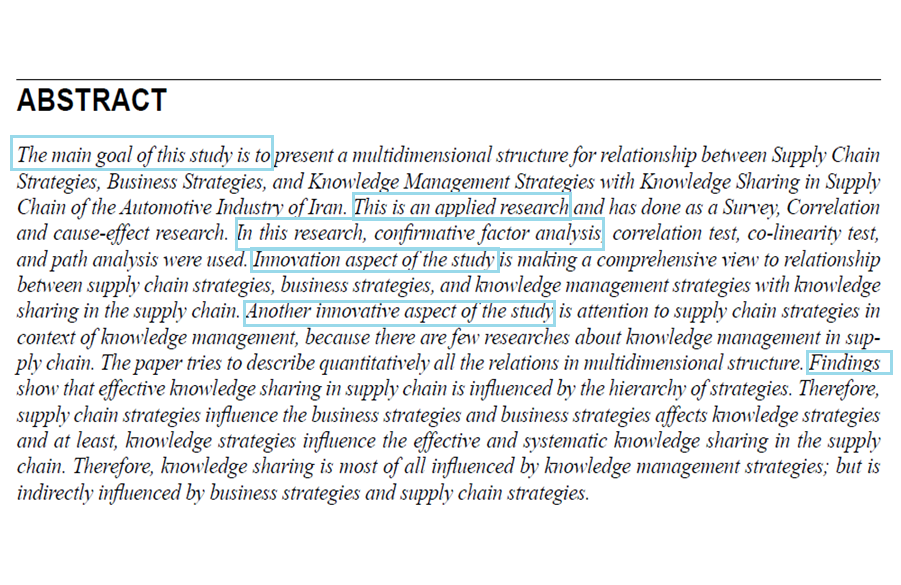 ABSTRACT
The main goal of this study is to present a multidimensional structure for relationship between Supply Chain
Strategies, Business Strategies, and Knowledge Management Strategies with Knowledge Sharing in Supply
Chain of the Automotive Industry of Iran. This is an applied research and has done as a Survey, Correlation
and cause-effect research. In this research, confirmative factor analysis, correlation test, co-linearity test,
and path analysis were used. Innovation aspect of the study is making a comprehensive view to relationship
between supply chain strategies, business strategies, and knowledge management strategies with knowledge
sharing in the supply chain. Another innovative aspect of the study is attention to supply chain strategies in
context of knowledge management, because there are few researches about knowledge management in sup-
ply chain. The paper tries to describe quantitatively all the relations in multidimensional structure. Findings
show that effective knowledge sharing in supply chain is influenced by the hierarchy of strategies. Therefore,
supply chain strategies influence the business strategies and business strategies affects knowledge strategies
and at least, knowledge strategies influence the effective and systematic knowledge sharing in the supply
chain. Therefore, knowledge sharing is most of all influenced by knowledge management strategies; but is
indirectly influenced by business strategies and supply chain strategies.